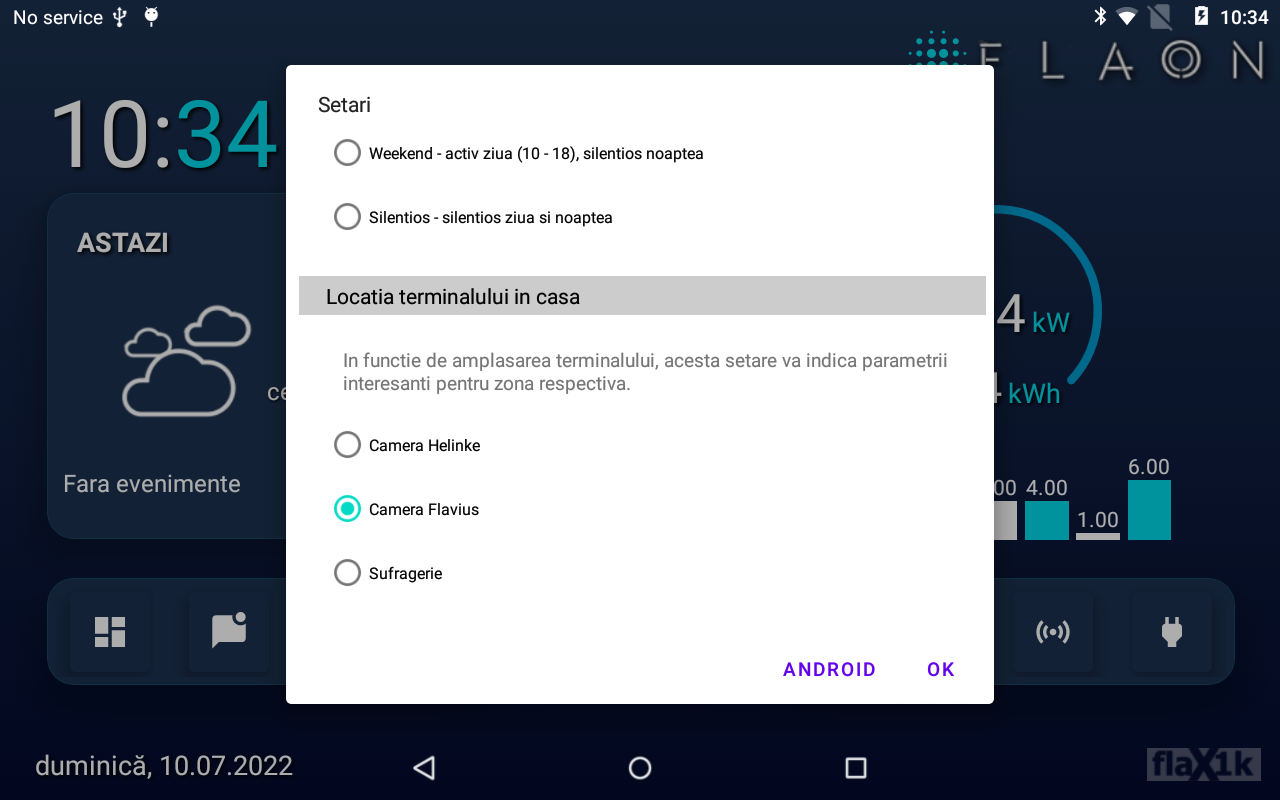 No service
10:34
FLAON
10:34
Setari
Weekend - activ ziua (10 - 18), silentios noaptea
Silentios - silentios ziua si noaptea
ASTAZI
Locatia terminalului in casa
4 kW
In functie de amplasarea terminalului, acesta setare va indica parametrii
interesanti pentru zona respectiva.
kWh
Camera Helinke
Fara evenimente
6.00
4.00
1.00
Camera Flavius
Sufragerie
ANDROID OK
duminică, 10.07.2022
flaX1k